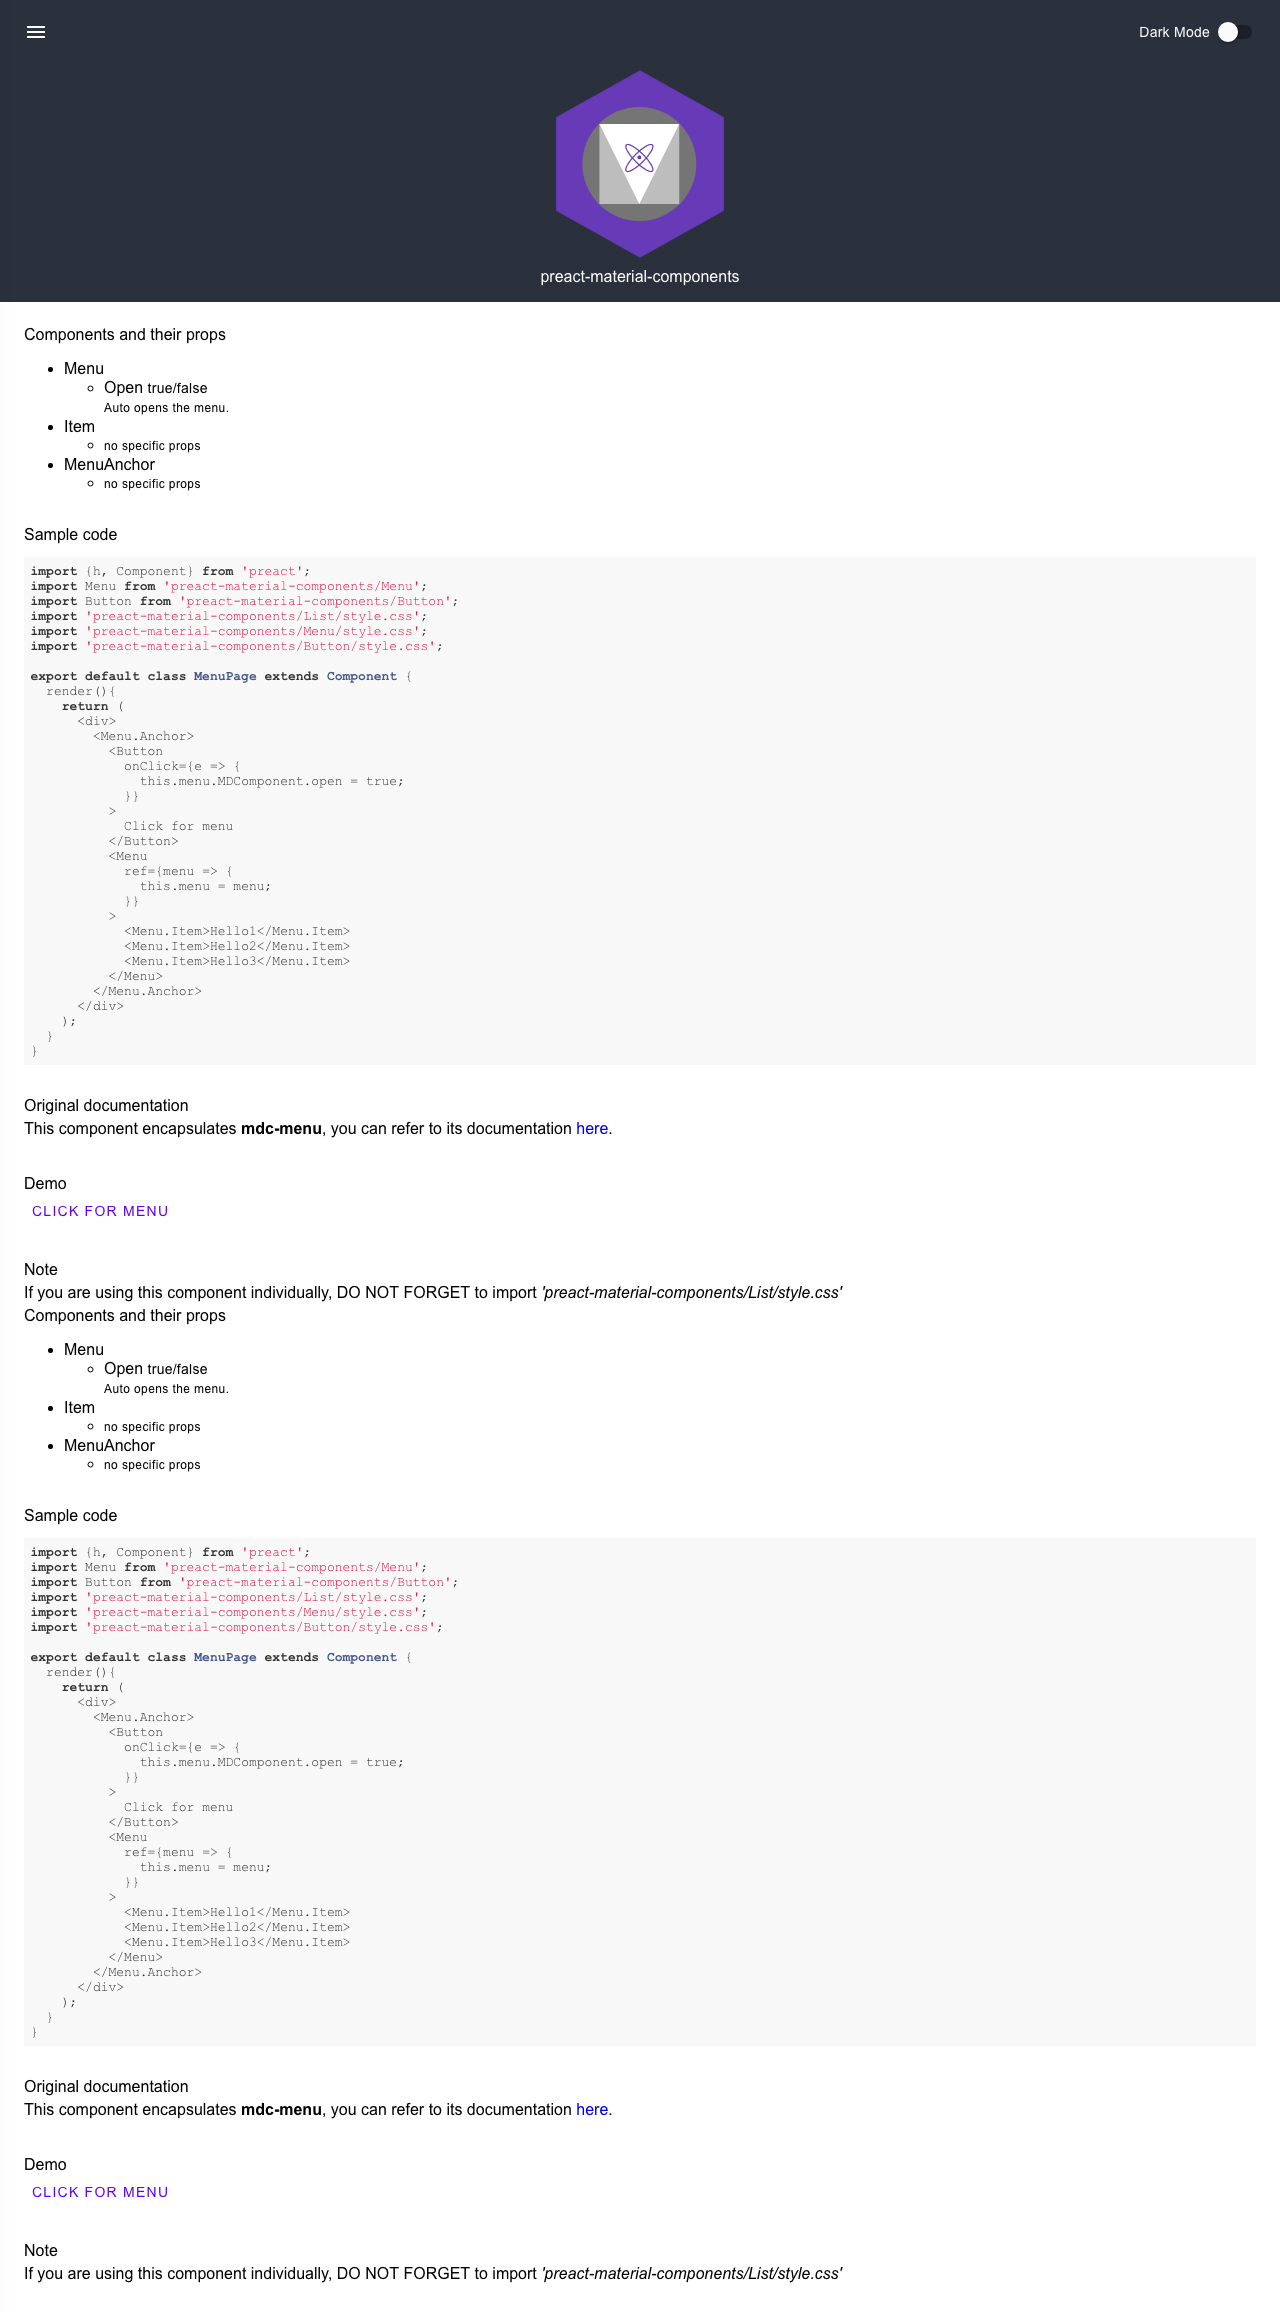 Dark Mode
preact-material-components
Components and their props
Menu
Open true/false
Auto opens the menu.
Item
no specific props
MenuAnchor
no specific props
Sample code
import {h, Component} from 'preact';
import Menu from 'preact-material-components/Menu';
import Button from 'preact-material-components/Button';
import 'preact-material-components/List/style.css';
import 'preact-material-components/Menu/style.css';
import 'preact-material-components/Button/style.css';

export default class MenuPage extends Component {
  render(){
    return (
      <div>
        <Menu.Anchor>
          <Button
            onClick={e => {
              this.menu.MDComponent.open = true;
            }}
          >
            Click for menu
          </Button>
          <Menu
            ref={menu => {
              this.menu = menu;
            }}
          >
            <Menu.Item>Hello1</Menu.Item>
            <Menu.Item>Hello2</Menu.Item>
            <Menu.Item>Hello3</Menu.Item>
          </Menu>
        </Menu.Anchor>
      </div>
    );
  }
}
Original documentation
This component encapsulates mdc-menu, you can refer to its documentation here.
Demo
CLICK FOR MENU
Note
If you are using this component individually, DO NOT FORGET to import 'preact-material-components/List/style.css'
Components and their props
Menu
Open true/false
Auto opens the menu.
Item
no specific props
MenuAnchor
no specific props
Sample code
import {h, Component} from 'preact';
import Menu from 'preact-material-components/Menu';
import Button from 'preact-material-components/Button';
import 'preact-material-components/List/style.css';
import 'preact-material-components/Menu/style.css';
import 'preact-material-components/Button/style.css';

export default class MenuPage extends Component {
  render(){
    return (
      <div>
        <Menu.Anchor>
          <Button
            onClick={e => {
              this.menu.MDComponent.open = true;
            }}
          >
            Click for menu
          </Button>
          <Menu
            ref={menu => {
              this.menu = menu;
            }}
          >
            <Menu.Item>Hello1</Menu.Item>
            <Menu.Item>Hello2</Menu.Item>
            <Menu.Item>Hello3</Menu.Item>
          </Menu>
        </Menu.Anchor>
      </div>
    );
  }
}
Original documentation
This component encapsulates mdc-menu, you can refer to its documentation here.
Demo
CLICK FOR MENU
Note
If you are using this component individually, DO NOT FORGET to import 'preact-material-components/List/style.css'